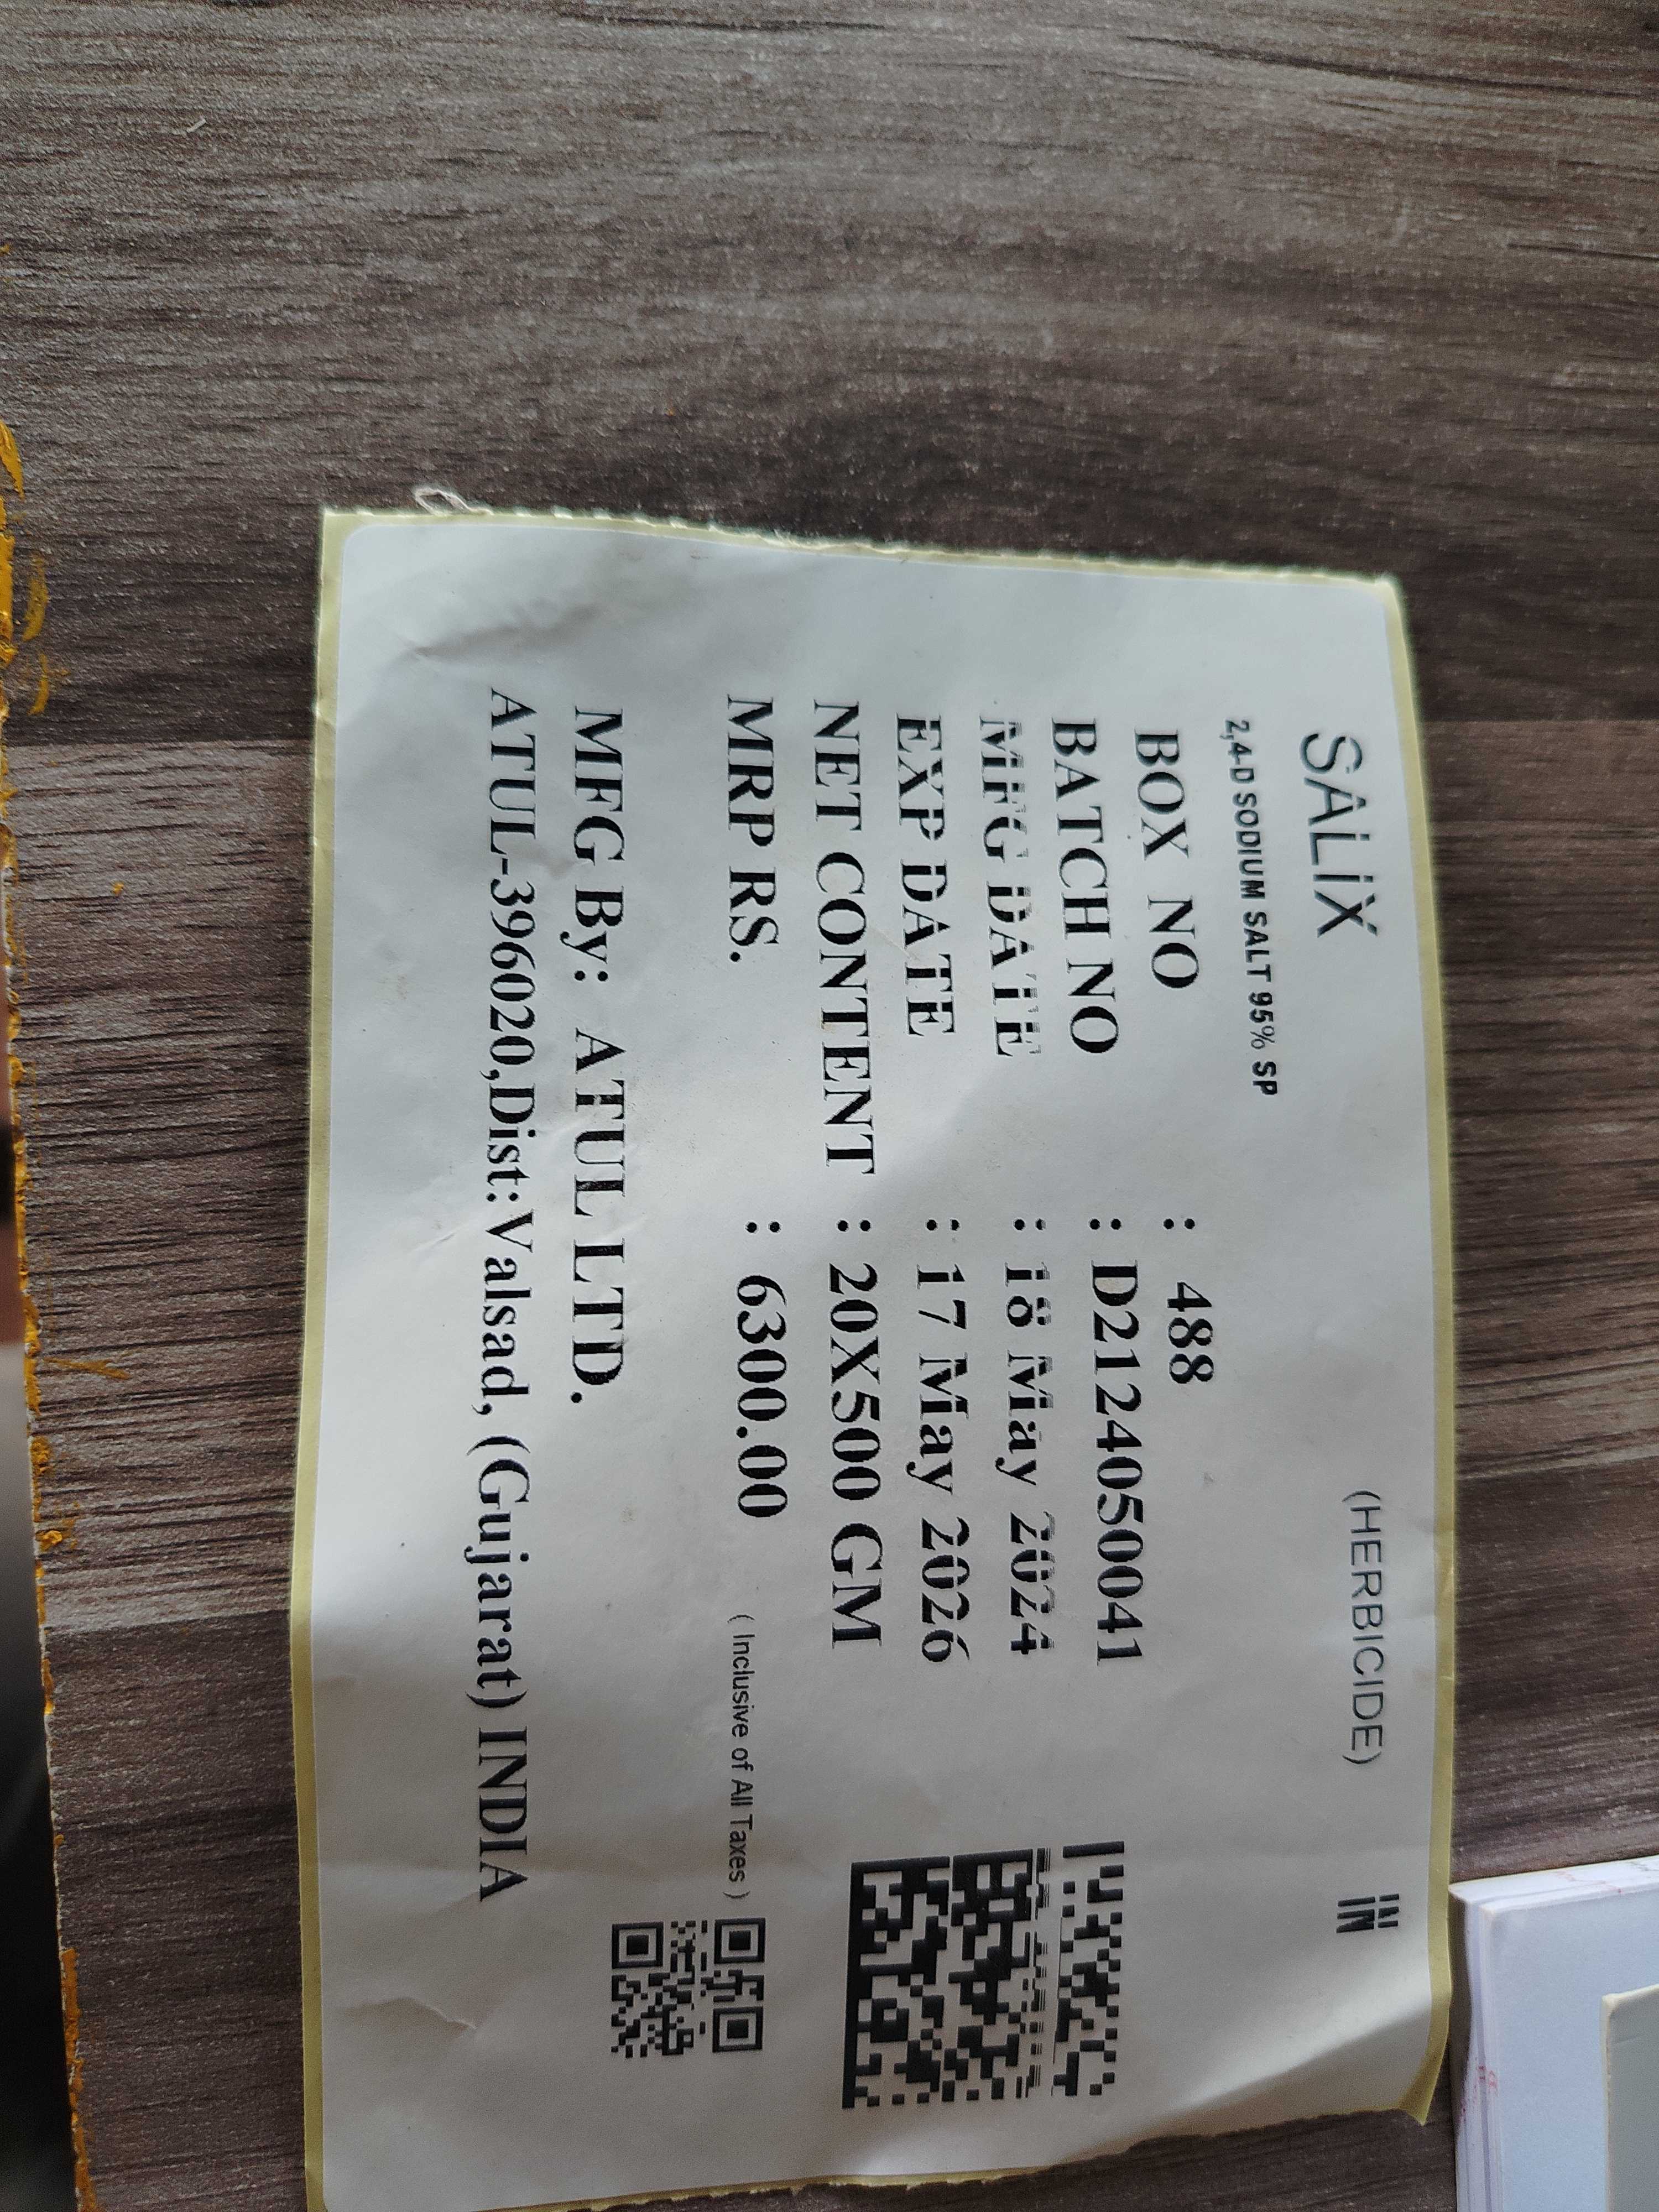 SALIX (HERBICIDE)
2,4-D SODIUM SALT 95% SP
BOX NO : 488
BATCH NO : D2124050041
MFG DATE : 18 May 2024
EXP DATE : 17 May 2026
NET CONTENT : 20X500 GM
MRP RS. : 6300.00 ( Inclusive of All Taxes )
MFG By: ATUL LTD.
ATUL-396020,Dist:Valsad, (Gujarat) INDIA